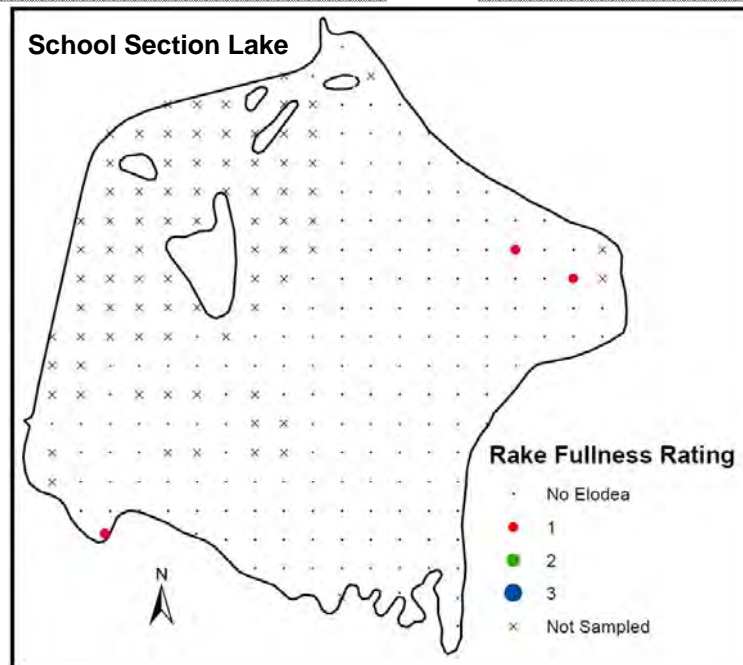 School Section Lake
Rake Fullness Rating
No Elodea
1
2
3
Not Sampled
N